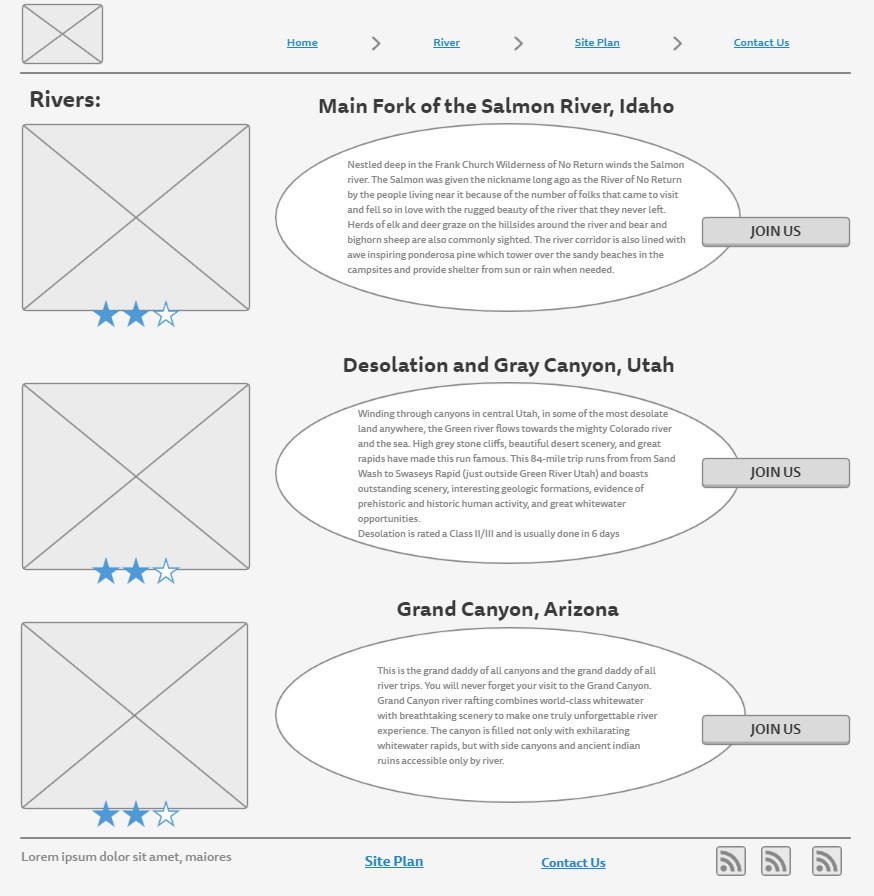 Home
River
Site Plan
Contact Us
Rivers:
Main Fork of the Salmon River, Idaho
Nestled deep in the Frank Church Wilderness of No Return winds the Salmon
river. The Salmon was given the nickname long ago as the River of No Return
by the people living near it because of the number of folks that came to visit
and fell so in love with the rugged beauty of the river that they never left.
Herds of elk and deer graze on the hillsides around the river and bear and
bighorn sheep are also commonly sighted. The river corridor is also lined with
awe inspiring ponderosa pine which tower over the sandy beaches in the
campsites and provide shelter from sun or rain when needed.
JOIN US
Desolation and Gray Canyon, Utah
Winding through canyons in central Utah, in some of the most desolate
land anywhere, the Green river flows towards the mighty Colorado river
and the sea. High grey stone cliffs, beautiful desert scenery, and great
rapids have made this run famous. This 84-mile trip runs from from Sand
Wash to Swaseys Rapid (just outside Green River Utah) and boasts
outstanding scenery, interesting geologic formations, evidence of
prehistoric and historic human activity, and great whitewater
opportunities.
Desolation is rated a Class II/III and is usually done in 6 days
JOIN US
Grand Canyon, Arizona
This is the grand daddy of all canyons and the grand daddy of all
river trips. You will never forget your visit to the Grand Canyon.
Grand Canyon river rafting combines world-class whitewater
with breathtaking scenery to make one truly unforgettable river
experience. The canyon is filled not only with exhilarating
whitewater rapids, but with side canyons and ancient indian
ruins accessible only by river.
JOIN US
Lorem ipsum dolor sit amet, maiores
Site Plan
Contact Us